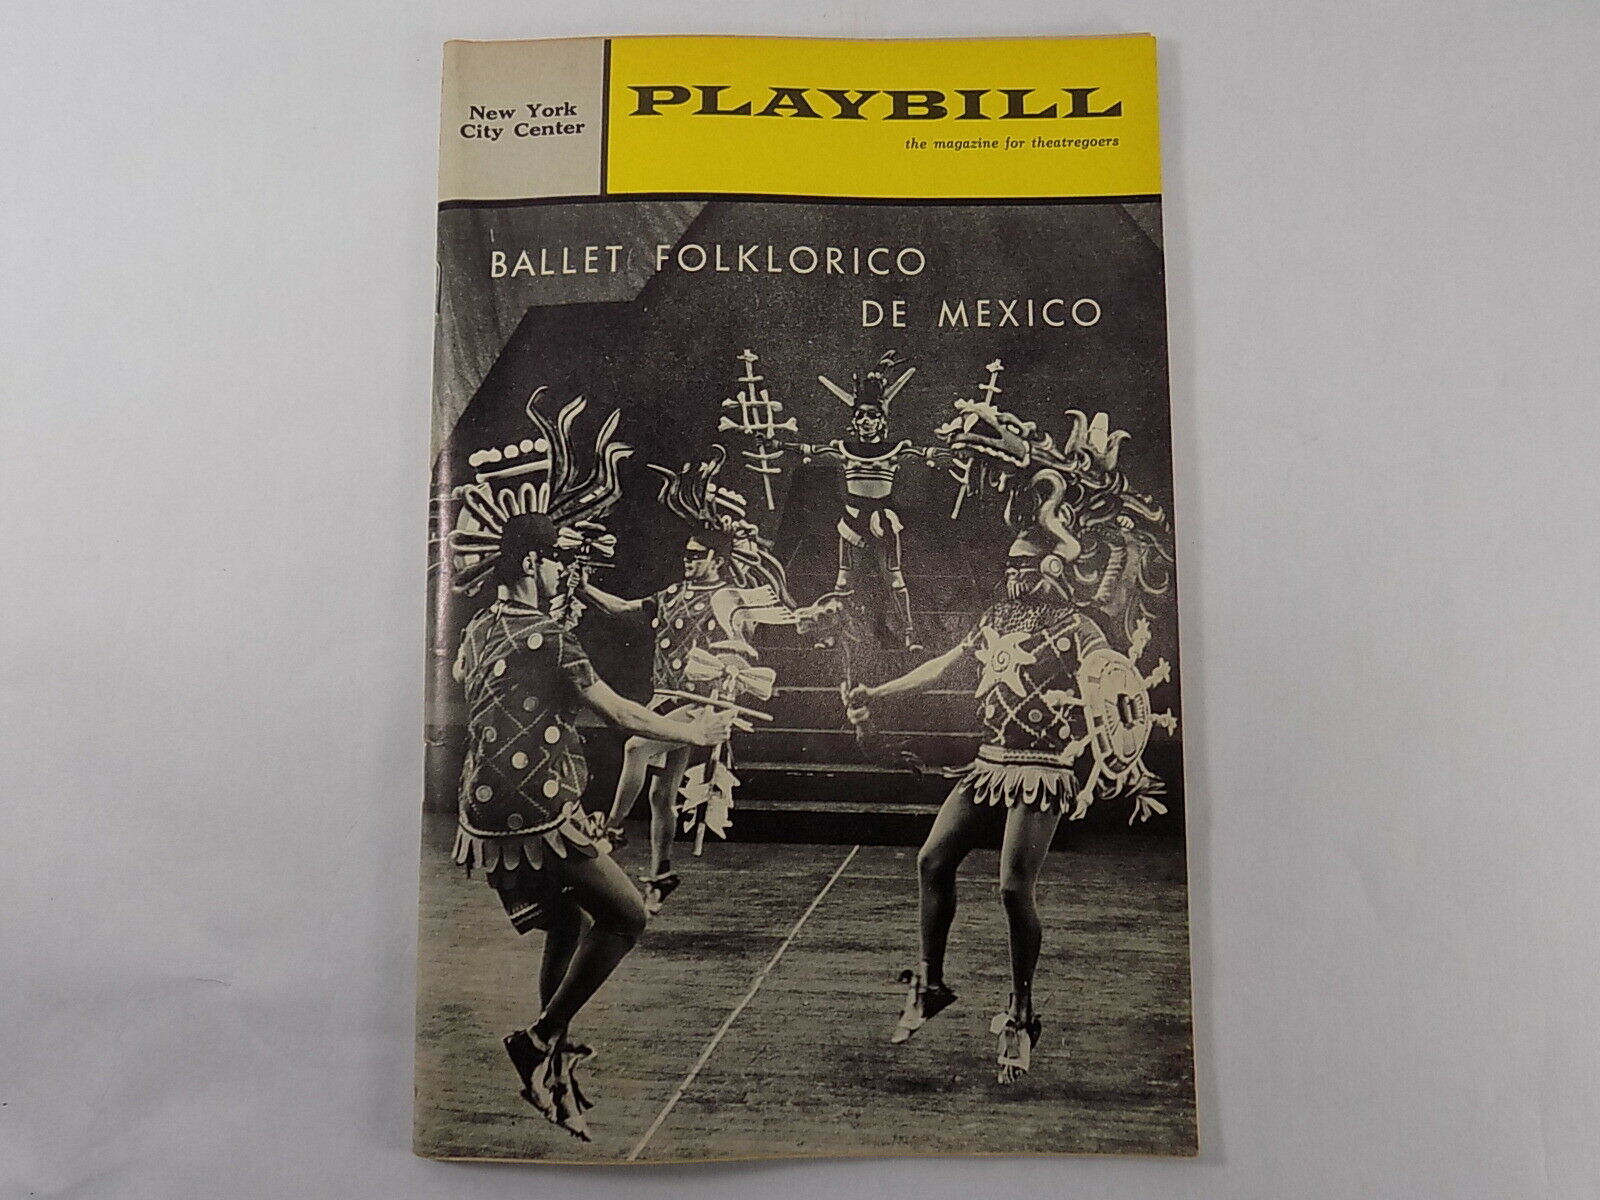 New York
City Center
PLAYBILL
the magazine for theatregoers
BALLET FOLKLORICO
DE MEXICO